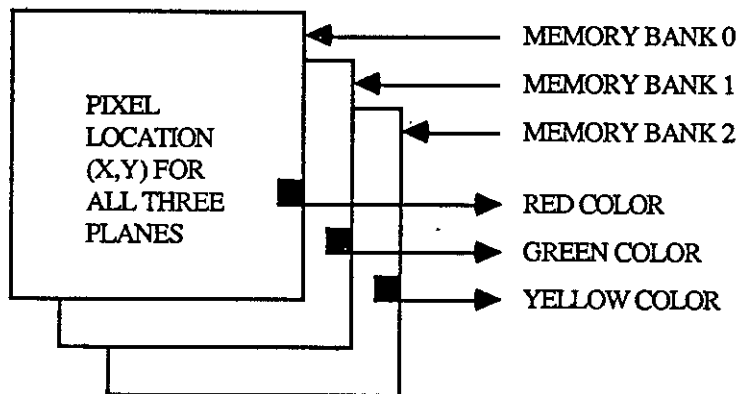 MEMORY BANK 0
MEMORY BANK 1
MEMORY BANK 2
PIXEL
LOCATION
(X,Y) FOR
ALL THREE
PLANES
RED COLOR
GREEN COLOR
YELLOW COLOR